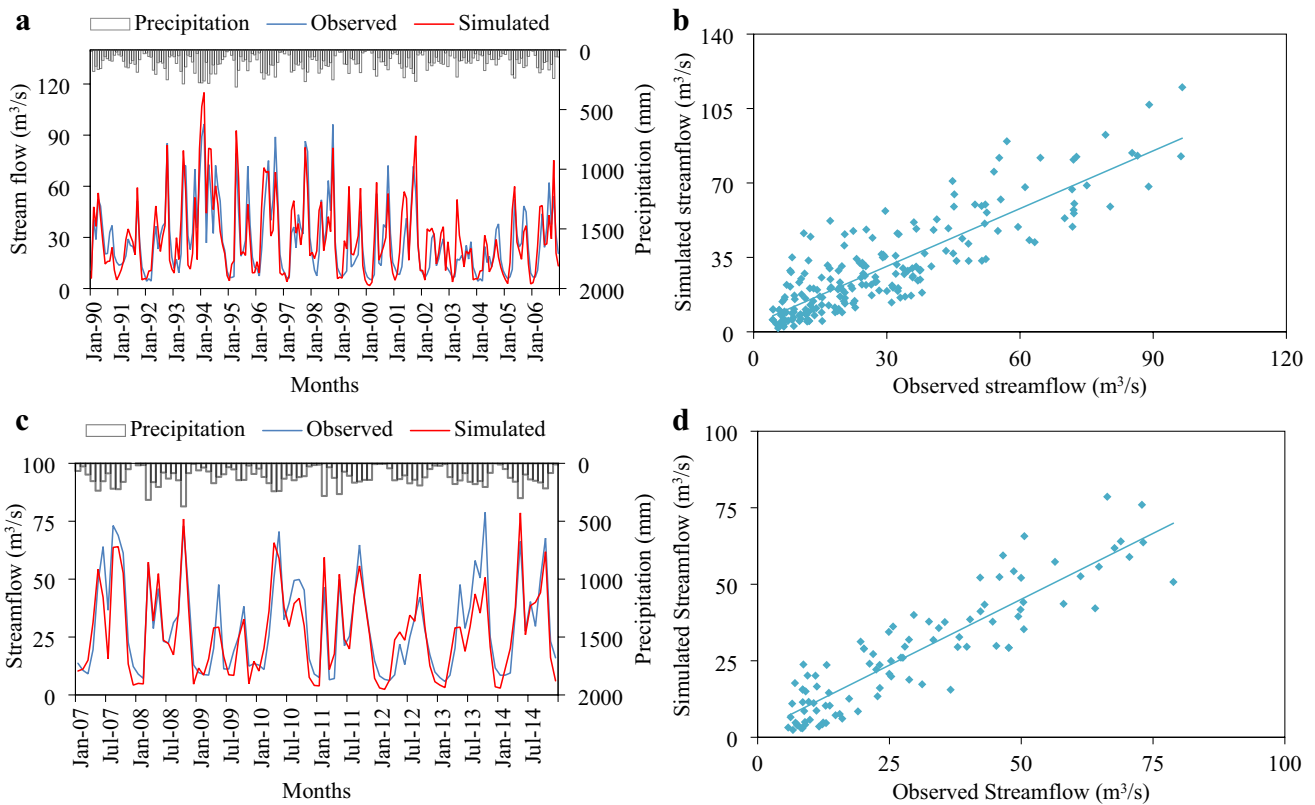 a
Precipitation Observed Simulated
Stream flow (m³/s)
0
30
60
90
120
0
500
1000
1500
2000
Precipitation (mm)
Jan-90
Jan-91
Jan-92
Jan-93
Jan-94
Jan-95
Jan-96
Jan-97
Jan-98
Jan-99
Jan-00
Jan-01
Jan-02
Jan-03
Jan-04
Jan-05
Jan-06
Months
b
Simulated streamflow (m³/s)
140
105
70
35
0
0 30 60 90 120
Observed streamflow (m³/s)
c
Precipitation Observed Simulated
Streamflow (m³/s)
100
75
50
25
0
0
500
1000
1500
2000
Precipitation (mm)
Jan-07
Jul-07
Jan-08
Jul-08
Jan-09
Jul-09
Jan-10
Jul-10
Jan-11
Jul-11
Jan-12
Jul-12
Jan-13
Jul-13
Jan-14
Jul-14
Months
d
Simulated Streamflow (m³/s)
100
75
50
25
0
0 25 50 75 100
Observed Streamflow (m³/s)